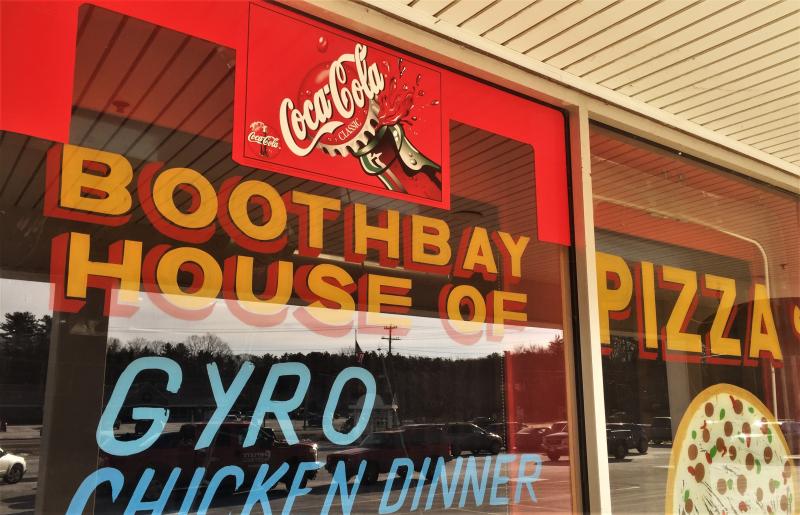 Coca-Cola
CLASSIC
Coca-Cola
BOOTHBAY
HOUSE OF
PIZZA
GYRO
CHICKEN DINNER